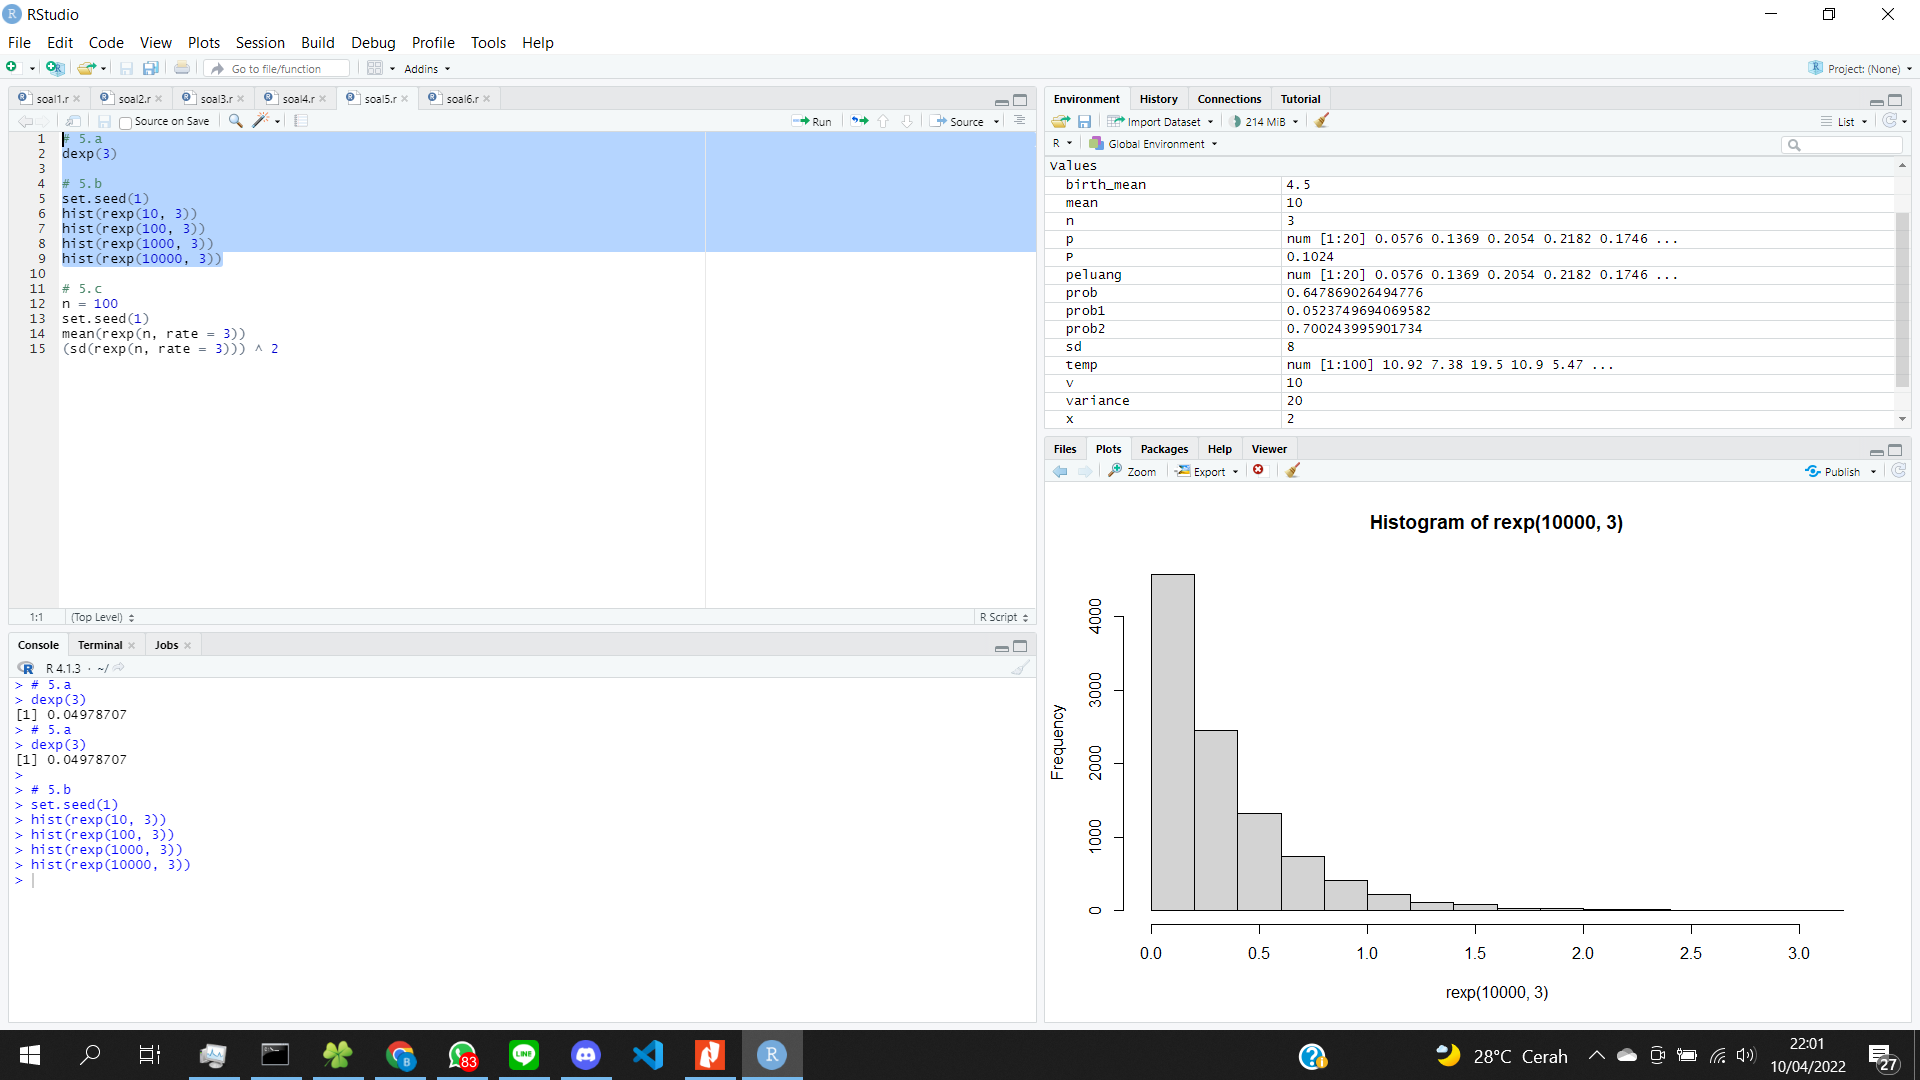 RStudio
File Edit Code View Plots Session Build Debug Profile Tools Help
Go to file/function
Addins
Project: (None)
soal1.r
soal2.r
soal3.r
soal4.r
soal5.r
soal6.r
Source on Save
Run
Source
1 # 5.a
2 dexp(3)
3
4 # 5.b
5 set.seed(1)
6 hist(rexp(10, 3))
7 hist(rexp(100, 3))
8 hist(rexp(1000, 3))
9 hist(rexp(10000, 3))
10
11 # 5.c
12 n = 100
13 set.seed(1)
14 mean(rexp(n, rate = 3))
15 (sd(rexp(n, rate = 3))) ^ 2
1:1
(Top Level)
R Script
Console Terminal Jobs
R 4.1.3 · ~/
> # 5.a
> dexp(3)
[1] 0.04978707
> # 5.a
> dexp(3)
[1] 0.04978707
>
> # 5.b
> set.seed(1)
> hist(rexp(10, 3))
> hist(rexp(100, 3))
> hist(rexp(1000, 3))
> hist(rexp(10000, 3))
>
Environment History Connections Tutorial
Import Dataset
214 MiB
List
R
Global Environment
Values
birth_mean 4.5
mean 10
n 3
p num [1:20] 0.0576 0.1369 0.2054 0.2182 0.1746 ...
P 0.1024
peluang num [1:20] 0.0576 0.1369 0.2054 0.2182 0.1746 ...
prob 0.647869026494776
prob1 0.0523749694069582
prob2 0.700243995901734
sd 8
temp num [1:100] 10.92 7.38 19.5 10.9 5.47 ...
v 10
variance 20
x 2
Files Plots Packages Help Viewer
Zoom
Export
Publish
Histogram of rexp(10000, 3)
Frequency
4000
3000
2000
1000
0
0.0 0.5 1.0 1.5 2.0 2.5 3.0
rexp(10000, 3)
B
83
LINE
R
28°C Cerah
22:01
10/04/2022
27